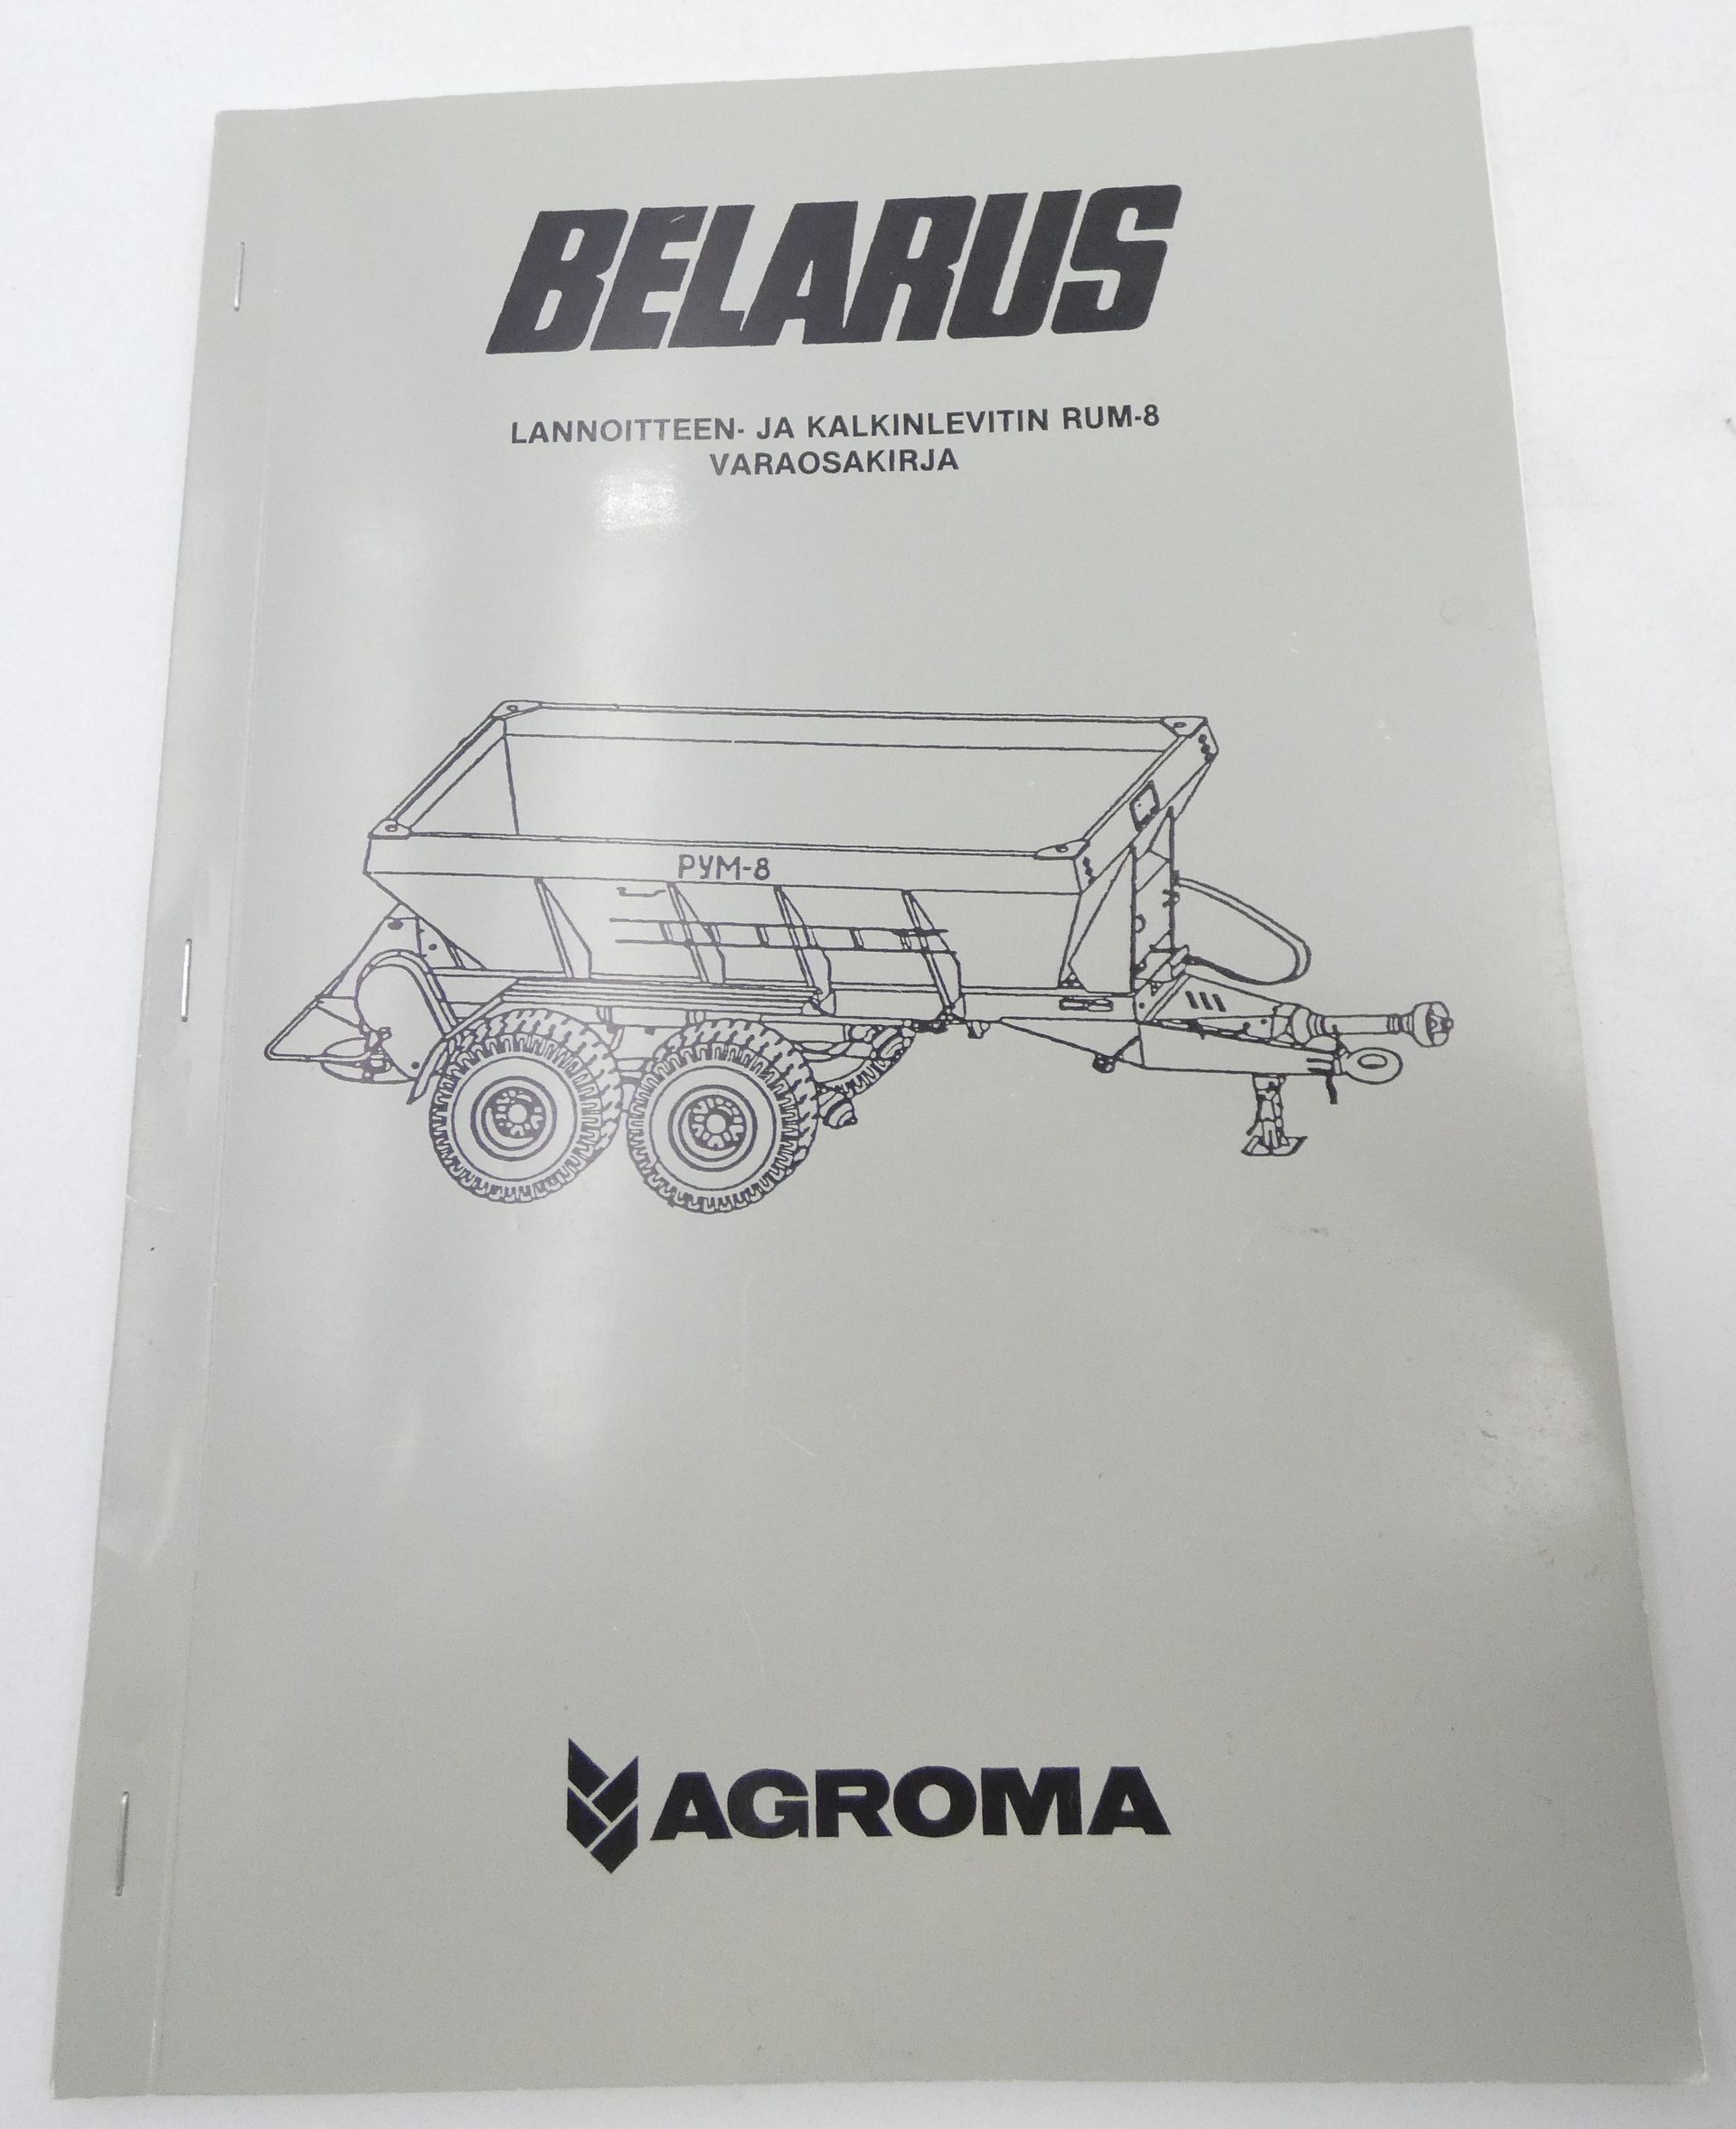 BELARUS
LANNOITTEEN- JA KALKINLEVITIN RUM-8
VARAOSAKIRJA
РУМ-8
AGROMA